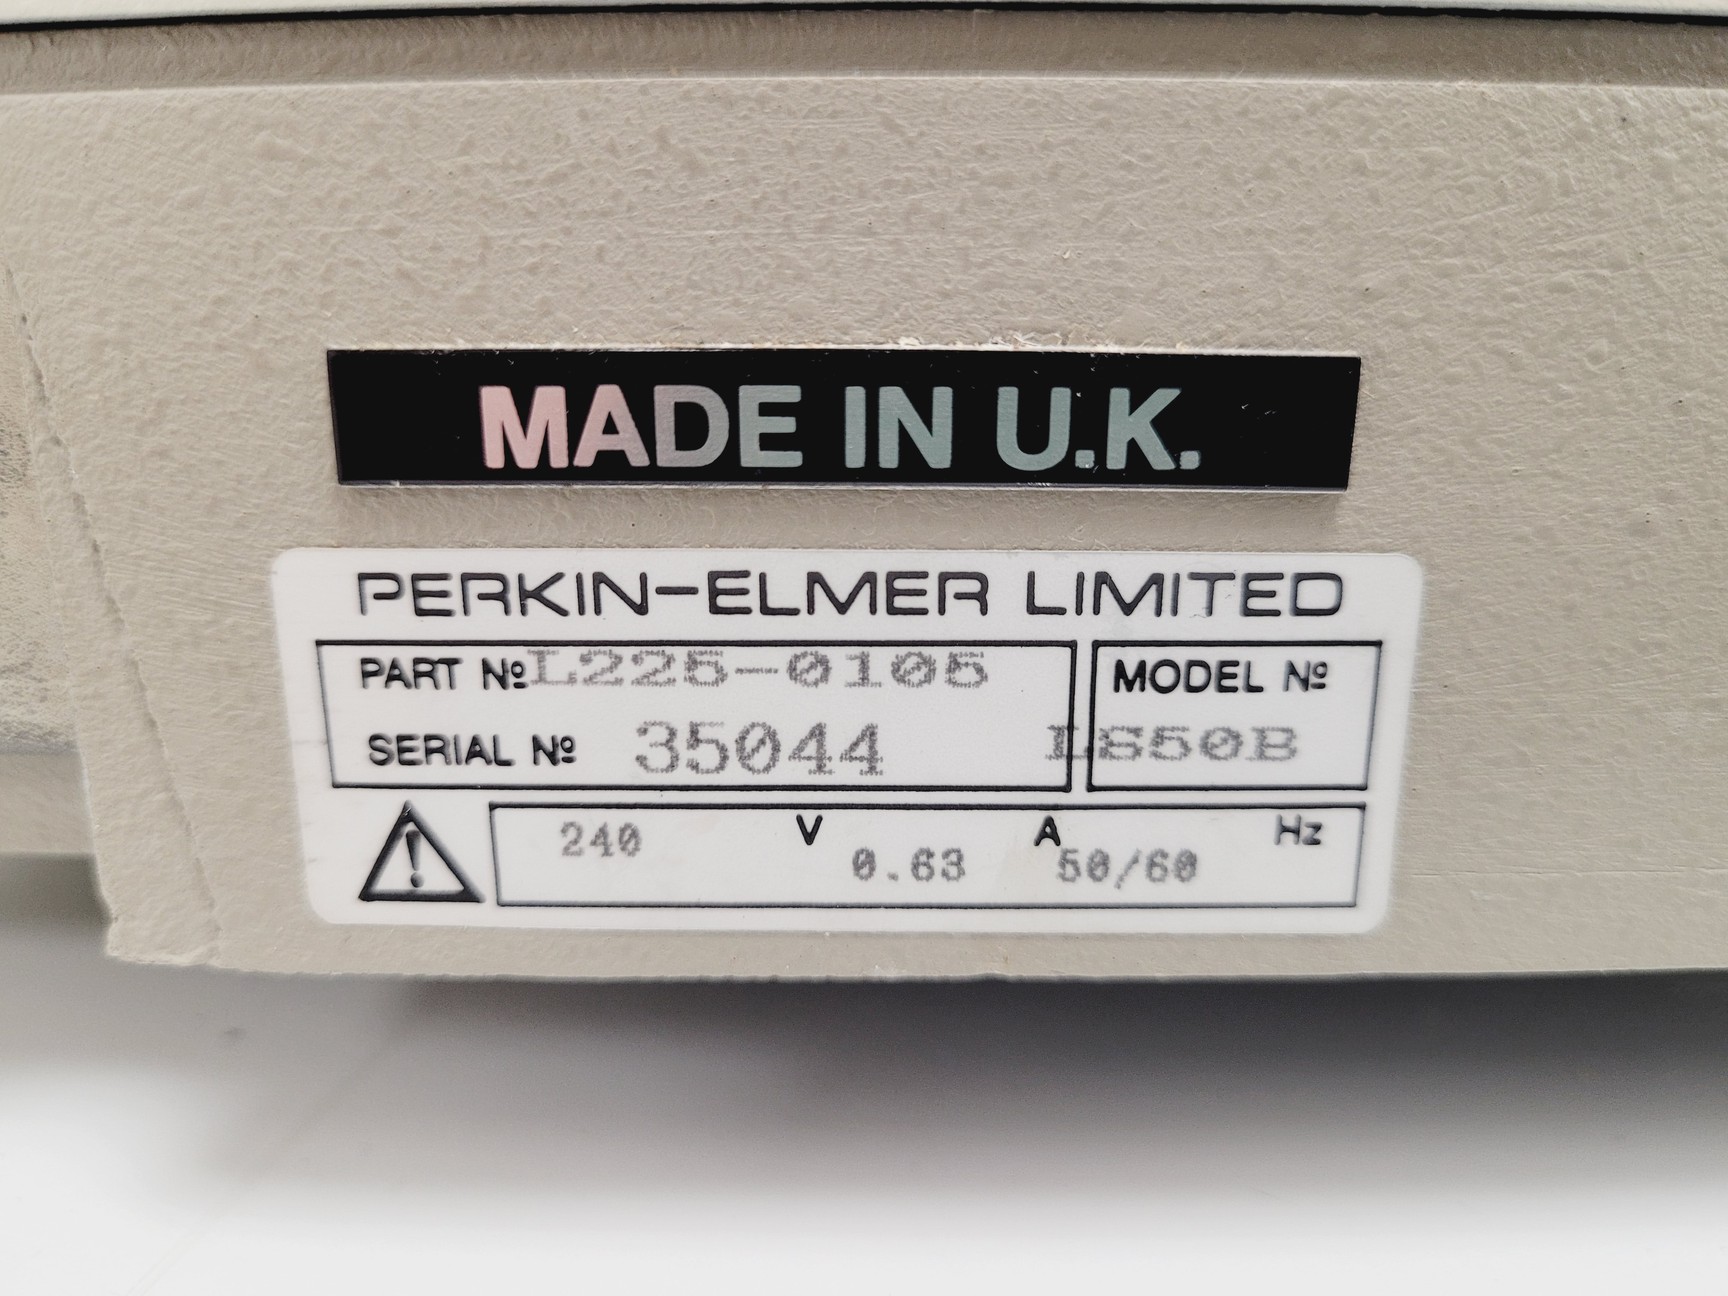 MADE IN U.K.
PERKIN-ELMER LIMITED
PART Nº L225-0105
MODEL Nº
SERIAL Nº 35044
LS50B
240 V 0.63 A 50/60 Hz